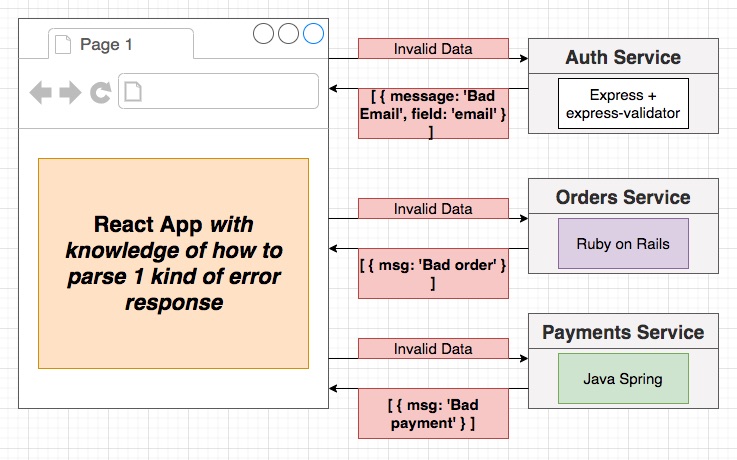 Page 1
React App with
knowledge of how to
parse 1 kind of error
response
Invalid Data
[ { message: 'Bad
Email', field: 'email' }
]
Auth Service
Express +
express-validator
Invalid Data
[ { msg: 'Bad order' }
]
Orders Service
Ruby on Rails
Invalid Data
[ { msg: 'Bad
payment' } ]
Payments Service
Java Spring